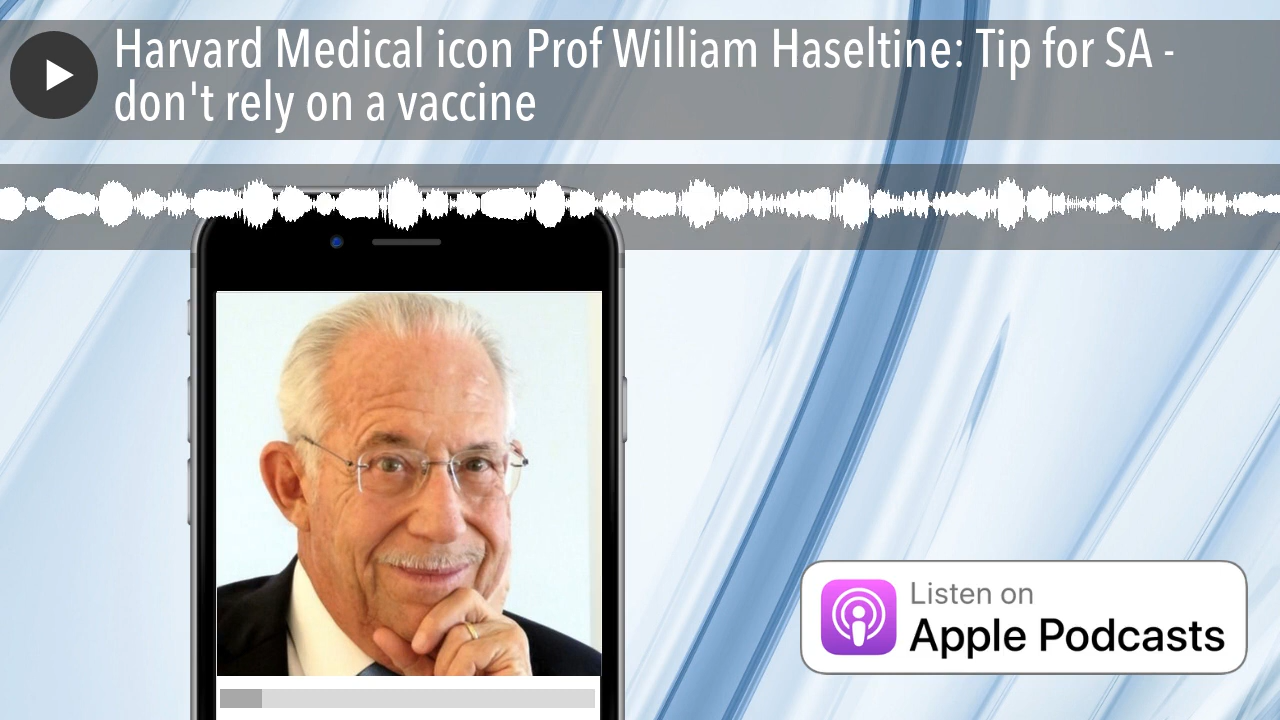 Harvard Medical icon Prof William Haseltine: Tip for SA -
don't rely on a vaccine
Listen on
Apple Podcasts